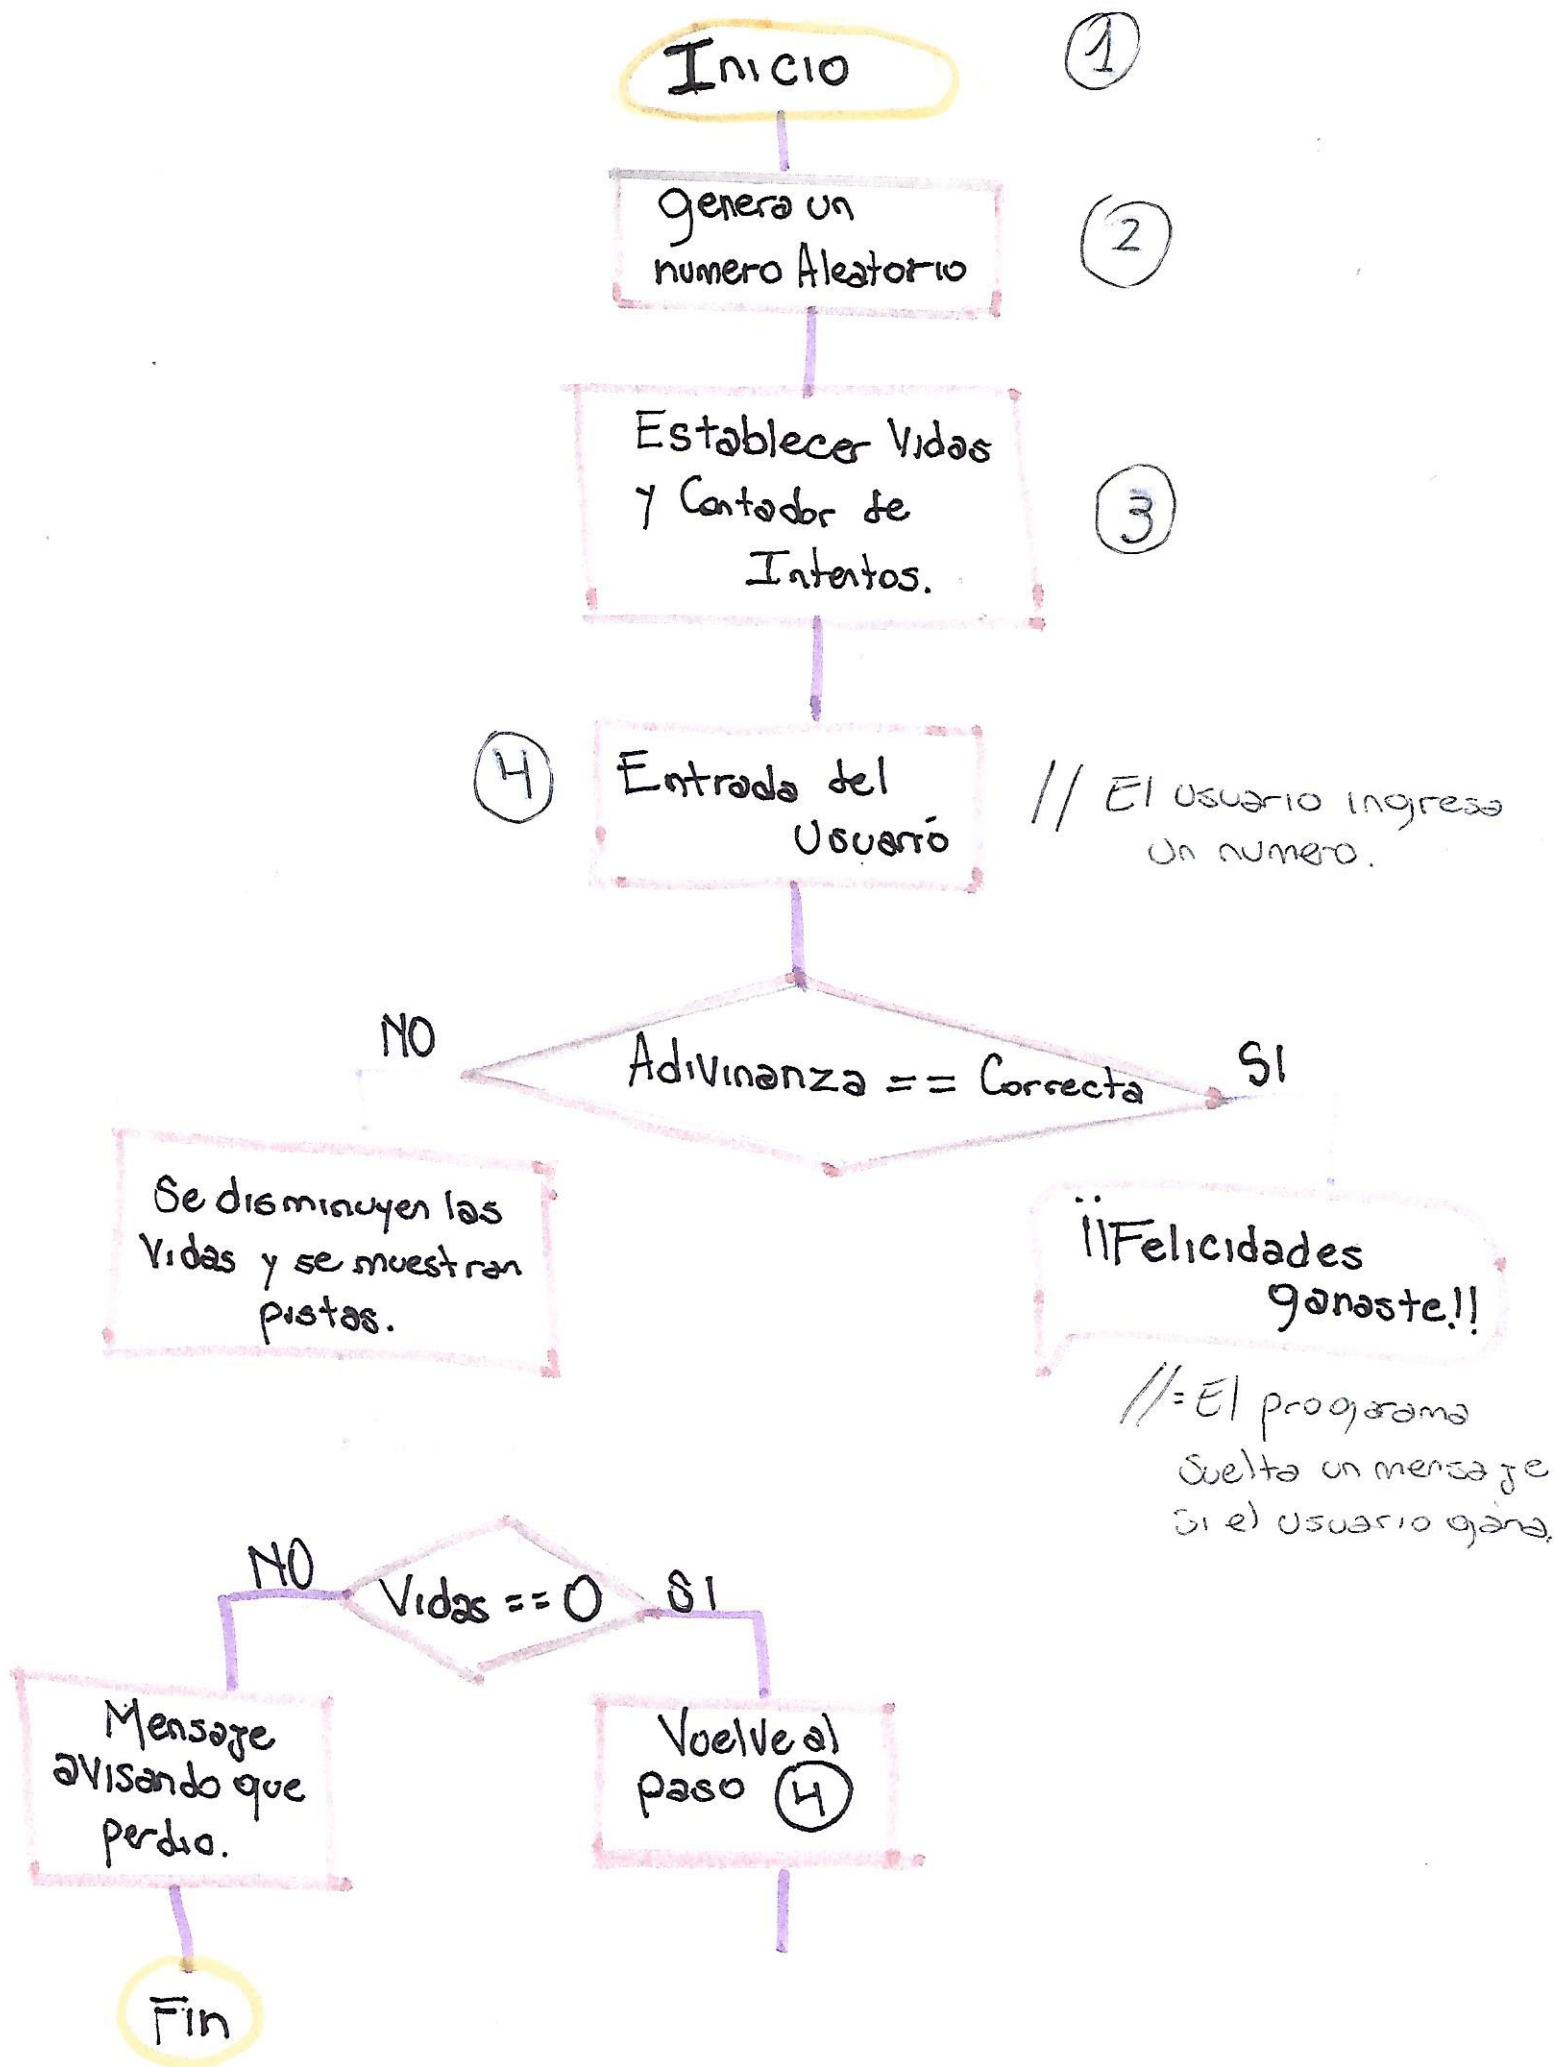 Inicio
1
genera un
numero Aleatorio
2
Establecer Vidas
y Contador de
Intentos.
3
4
Entrada del
Usuarió
// El usuario ingresa
un numero.
NO
Adivinanza == Correcta
SI
Se disminuyen las
Vidas y se muestran
pistas.
¡¡Felicidades
ganaste.!!
//= El programa
suelta un mensaje
si el usuario gana.
NO
Vidas == 0
SI
Mensaje
avisando que
perdio.
Vuelve al
paso 4
Fin